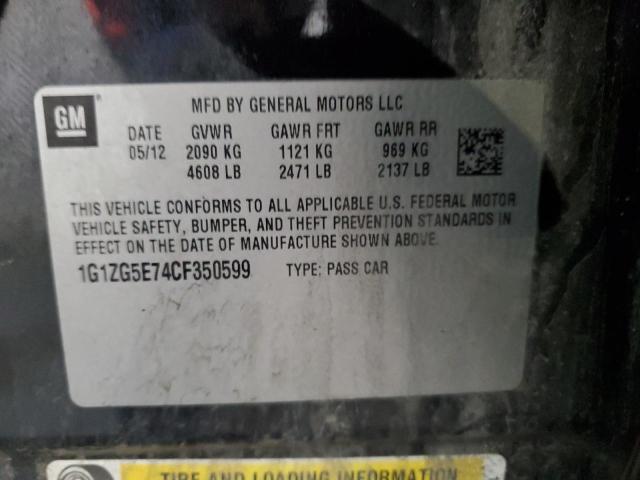 GM
MFD BY GENERAL MOTORS LLC
DATE GVWR GAWR FRT GAWR RR
05/12 2090 KG 1121 KG 969 KG
4608 LB 2471 LB 2137 LB
THIS VEHICLE CONFORMS TO ALL APPLICABLE U.S. FEDERAL MOTOR
VEHICLE SAFETY, BUMPER, AND THEFT PREVENTION STANDARDS IN
EFFECT ON THE DATE OF MANUFACTURE SHOWN ABOVE.
1G1ZG5E74CF350599 TYPE: PASS CAR
TIRE AND LOADING INFORMATION